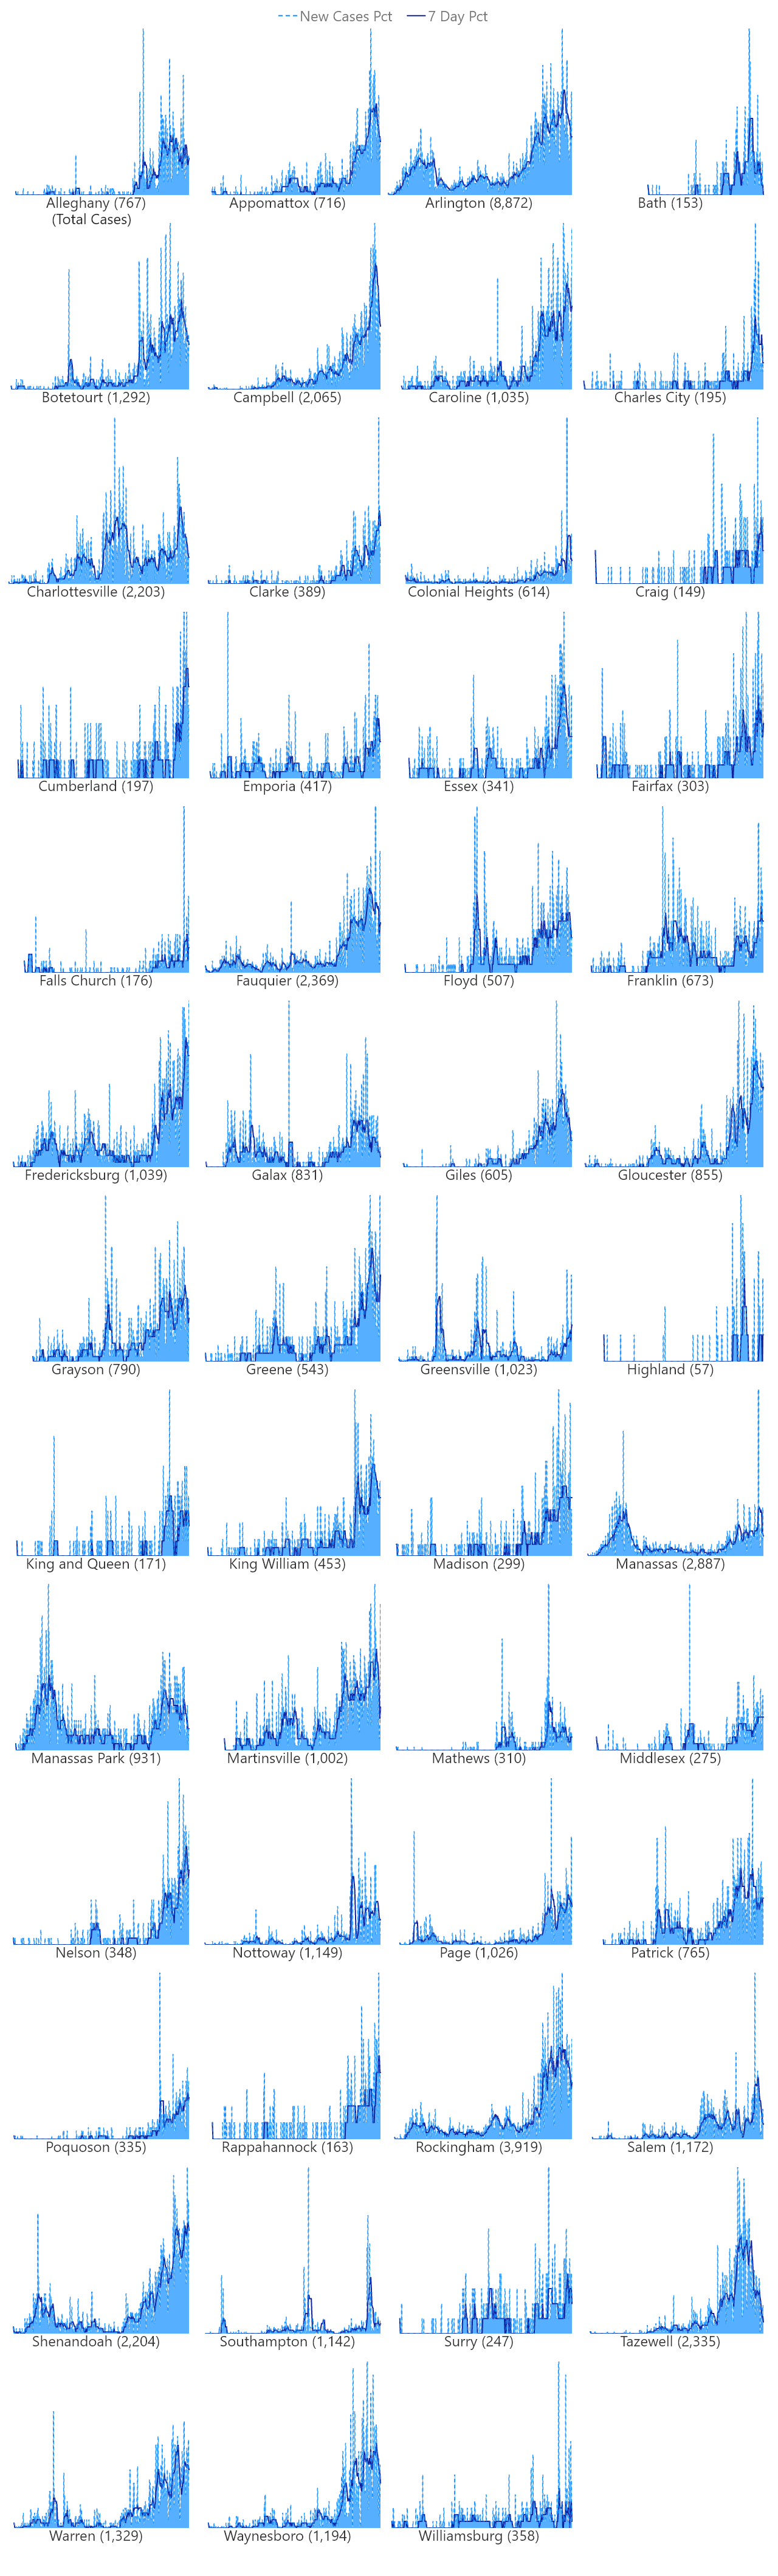 New Cases Pct 7 Day Pct
Alleghany (767) Appomattox (716) Arlington (8,872) Bath (153)
(Total Cases)
Botetourt (1,292) Campbell (2,065) Caroline (1,035) Charles City (195)
Charlottesville (2,203) Clarke (389) Colonial Heights (614) Craig (149)
Cumberland (197) Emporia (417) Essex (341) Fairfax (303)
Falls Church (176) Fauquier (2,369) Floyd (507) Franklin (673)
Fredericksburg (1,039) Galax (831) Giles (605) Gloucester (855)
Grayson (790) Greene (543) Greensville (1,023) Highland (57)
King and Queen (171) King William (453) Madison (299) Manassas (2,887)
Manassas Park (931) Martinsville (1,002) Mathews (310) Middlesex (275)
Nelson (348) Nottoway (1,149) Page (1,026) Patrick (765)
Poquoson (335) Rappahannock (163) Rockingham (3,919) Salem (1,172)
Shenandoah (2,204) Southampton (1,142) Surry (247) Tazewell (2,335)
Warren (1,329) Waynesboro (1,194) Williamsburg (358)